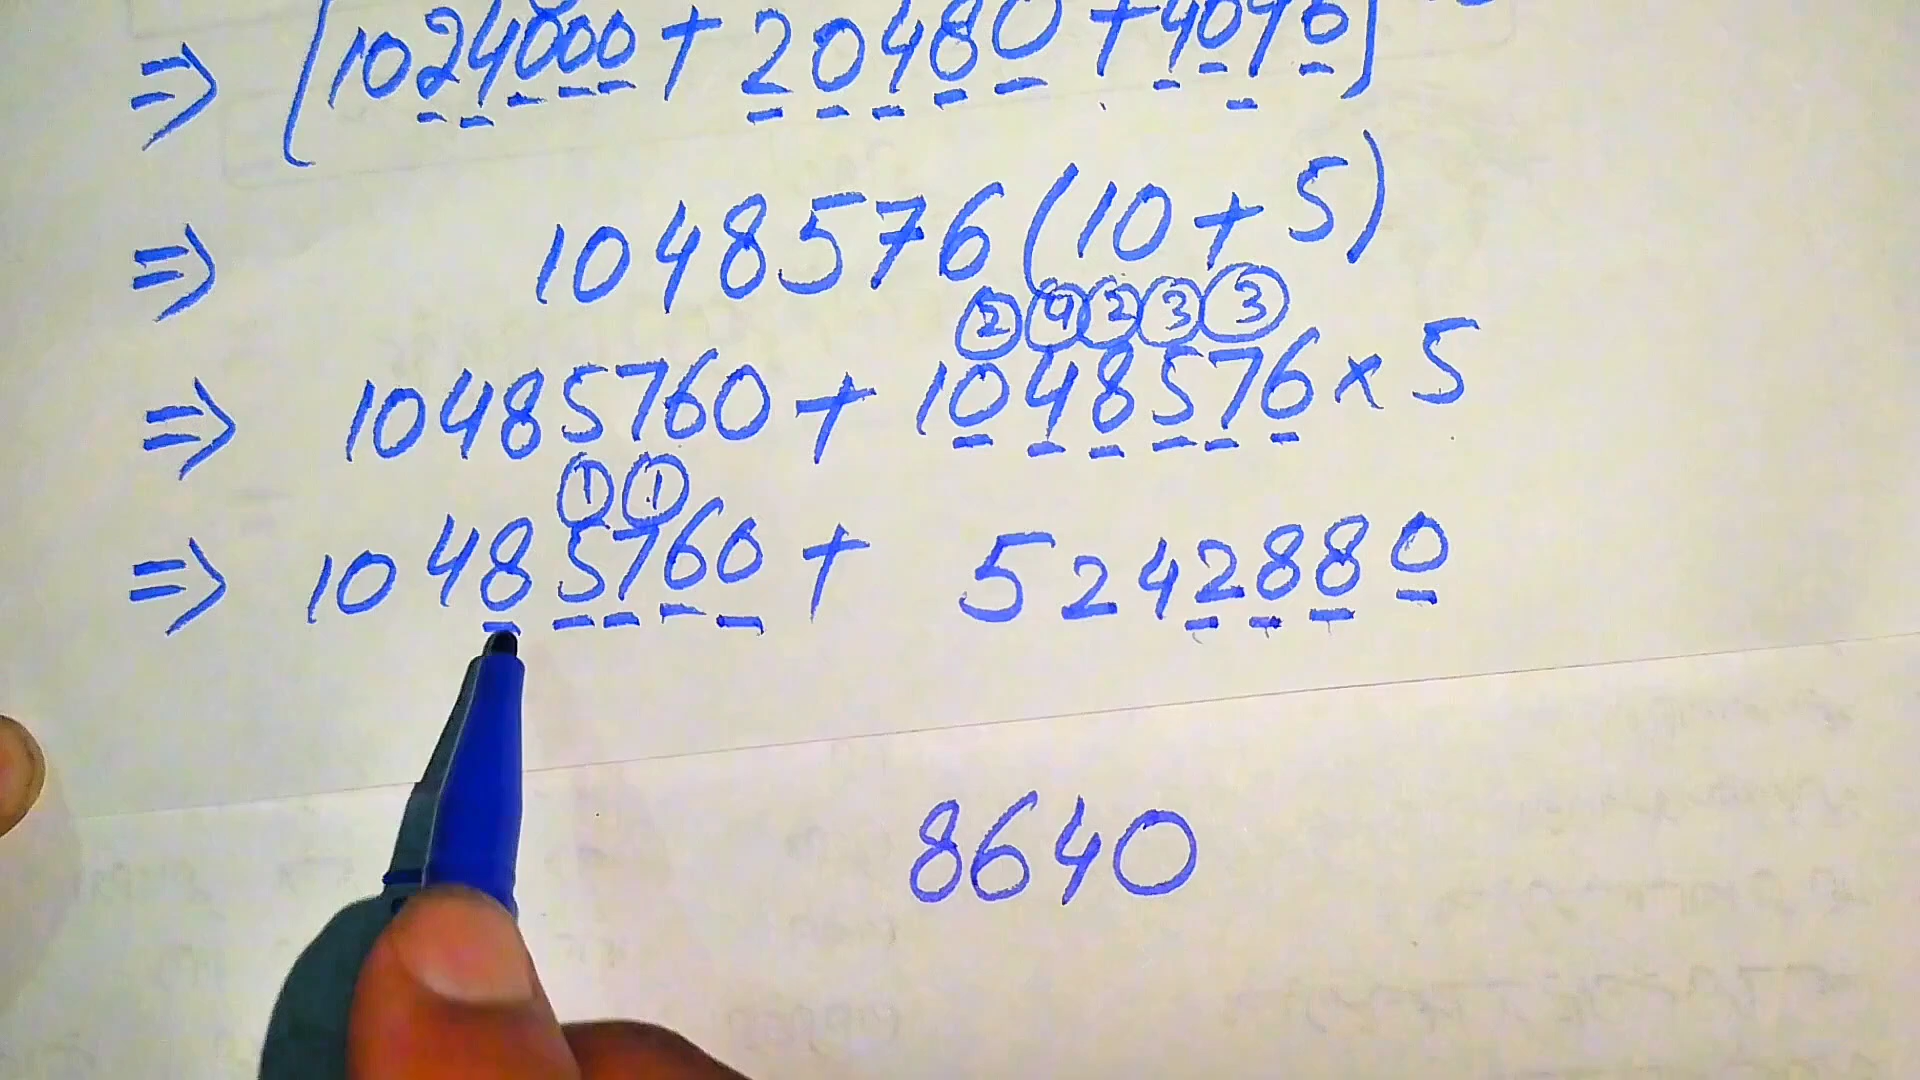 ⇒ [1024000 + 20480 + 4096]
⇒ 1048576 (10 + 5)
② ④ ② ③ ③
⇒ 10485760 + 1048576 × 5
① ①
⇒ 10485760 + 5242880
8640